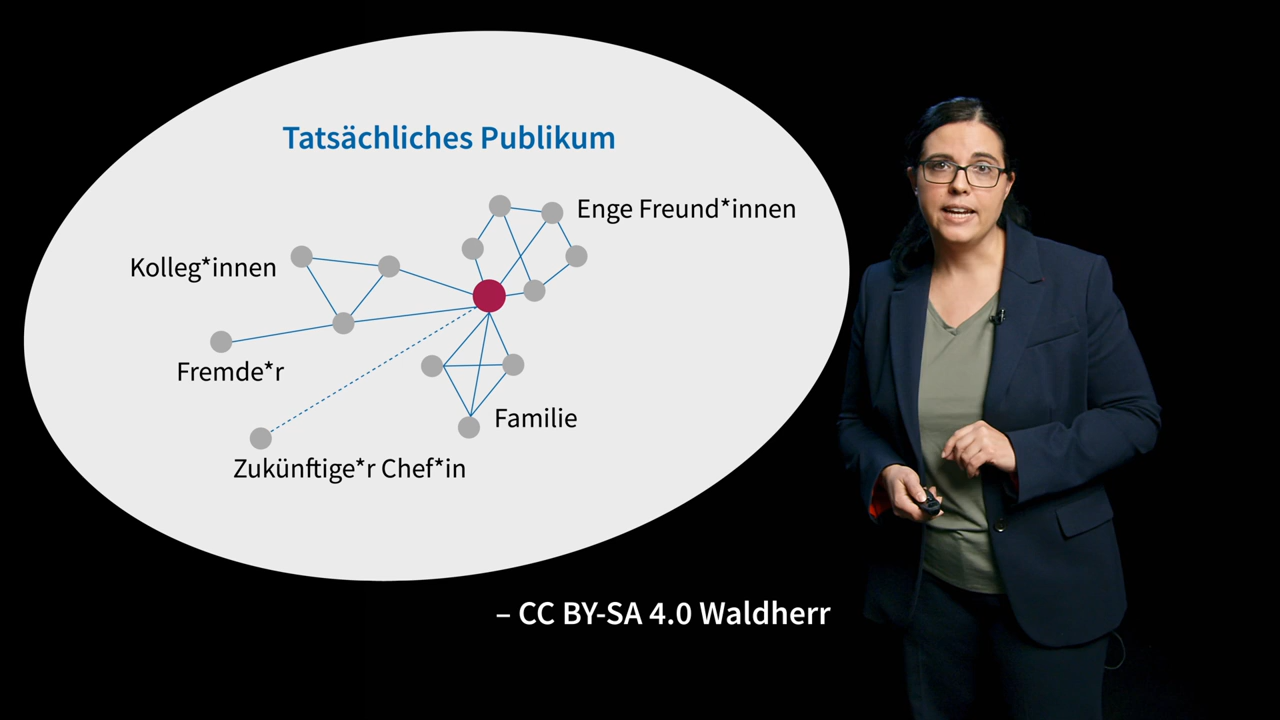 Tatsächliches Publikum
Enge Freund*innen
Kolleg*innen
Fremde*r
Familie
Zukünftige*r Chef*in
– CC BY-SA 4.0 Waldherr